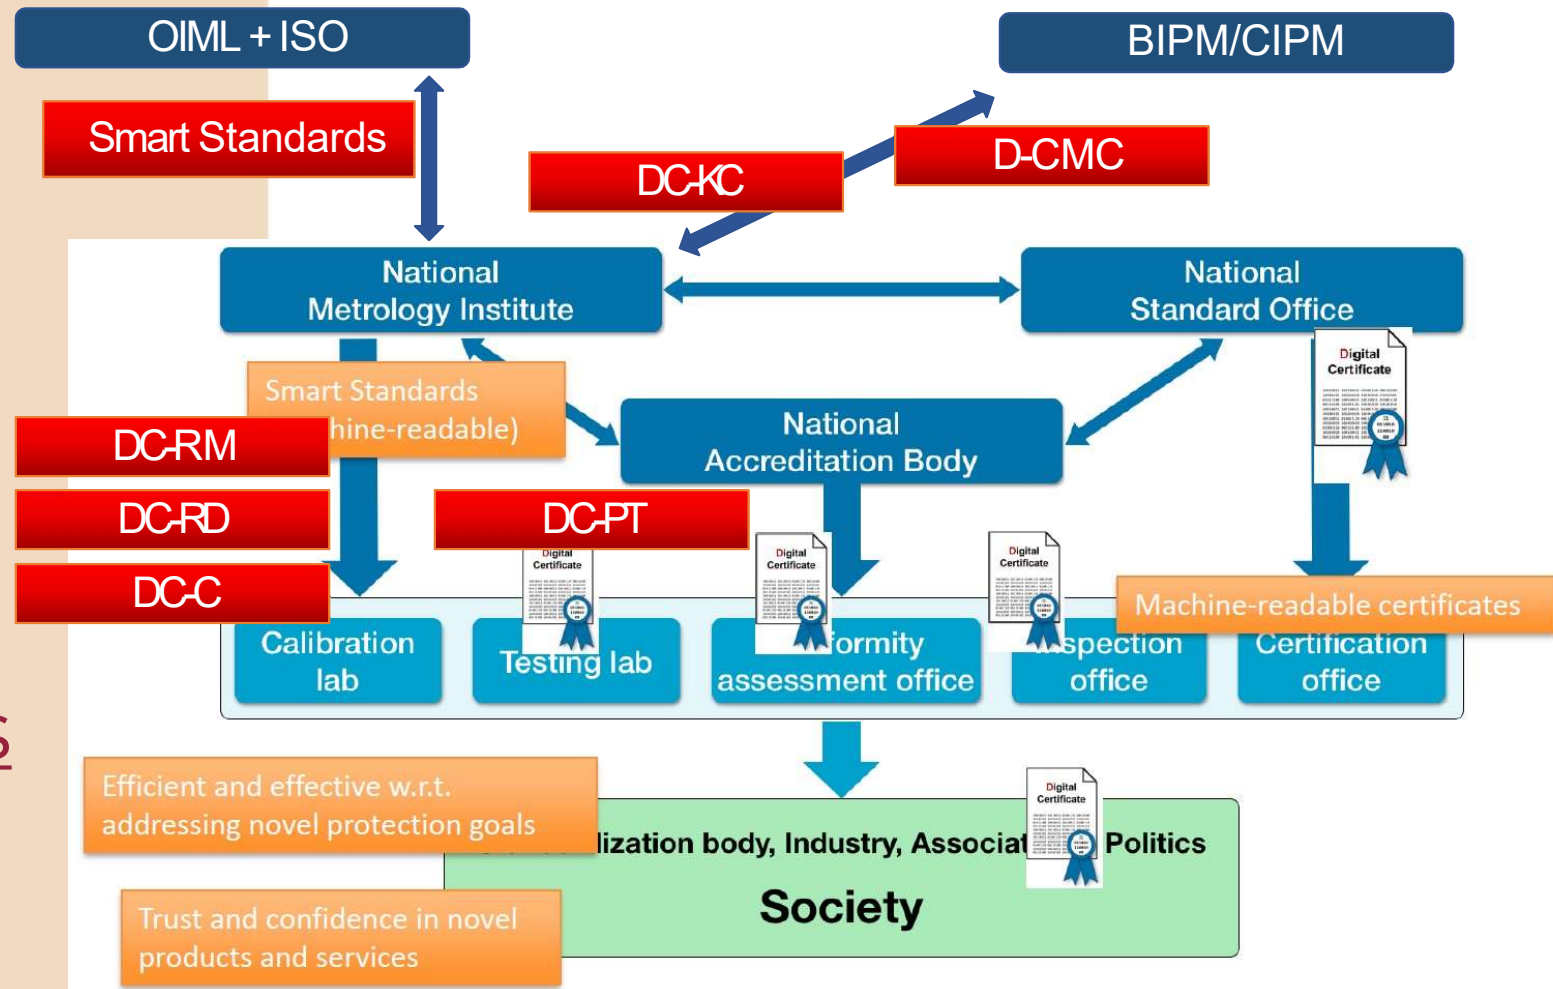 OIML + ISO
BIPM/CIPM
Smart Standards
D-CMC
DC-KC
National
Metrology Institute
National
Standard Office
Digital
Certificate
Smart Standards
hine-readable)
National
Accreditation Body
DC-RM
DC-RD
DC-PT
DC-C
Digital
Certificate
Digital
Certificate
Digital
Certificate
Machine-readable certificates
Calibration
lab
Testing lab
formity
assessment office
spection
office
Certification
office
S
Efficient and effective w.r.t.
addressing novel protection goals
Digital
Certificate
lization body, Industry, Associat Politics
Society
Trust and confidence in novel
products and services